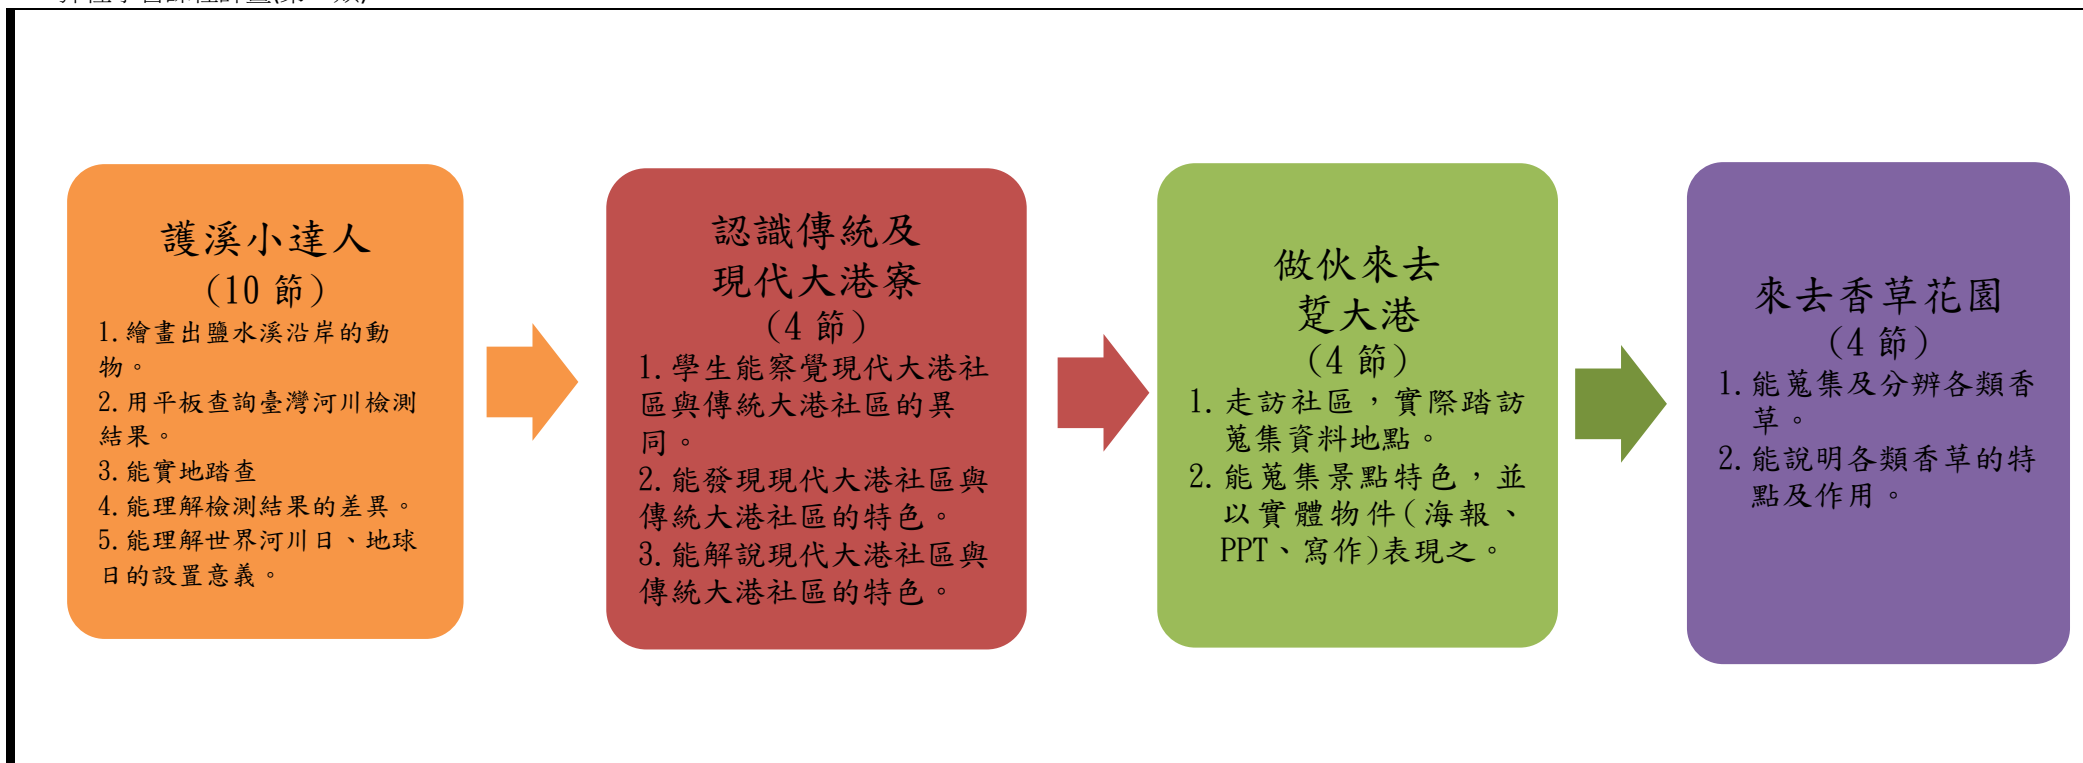 護溪小達人
(10 節)
1.繪畫出鹽水溪沿岸的動
物。
2.用平板查詢臺灣河川檢測
結果。
3.能實地踏查
4.能理解檢測結果的差異。
5.能理解世界河川日、地球
日的設置意義。
認識傳統及
現代大港寮
(4 節)
1.學生能察覺現代大港社
區與傳統大港社區的異
同。
2.能發現現代大港社區與
傳統大港社區的特色。
3.能解說現代大港社區與
傳統大港社區的特色。
做伙來去
踅大港
(4 節)
1.走訪社區，實際踏訪
蒐集資料地點。
2.能蒐集景點特色，並
以實體物件(海報、
PPT、寫作)表現之。
來去香草花園
(4 節)
1.能蒐集及分辨各類香
草。
2.能說明各類香草的特
點及作用。